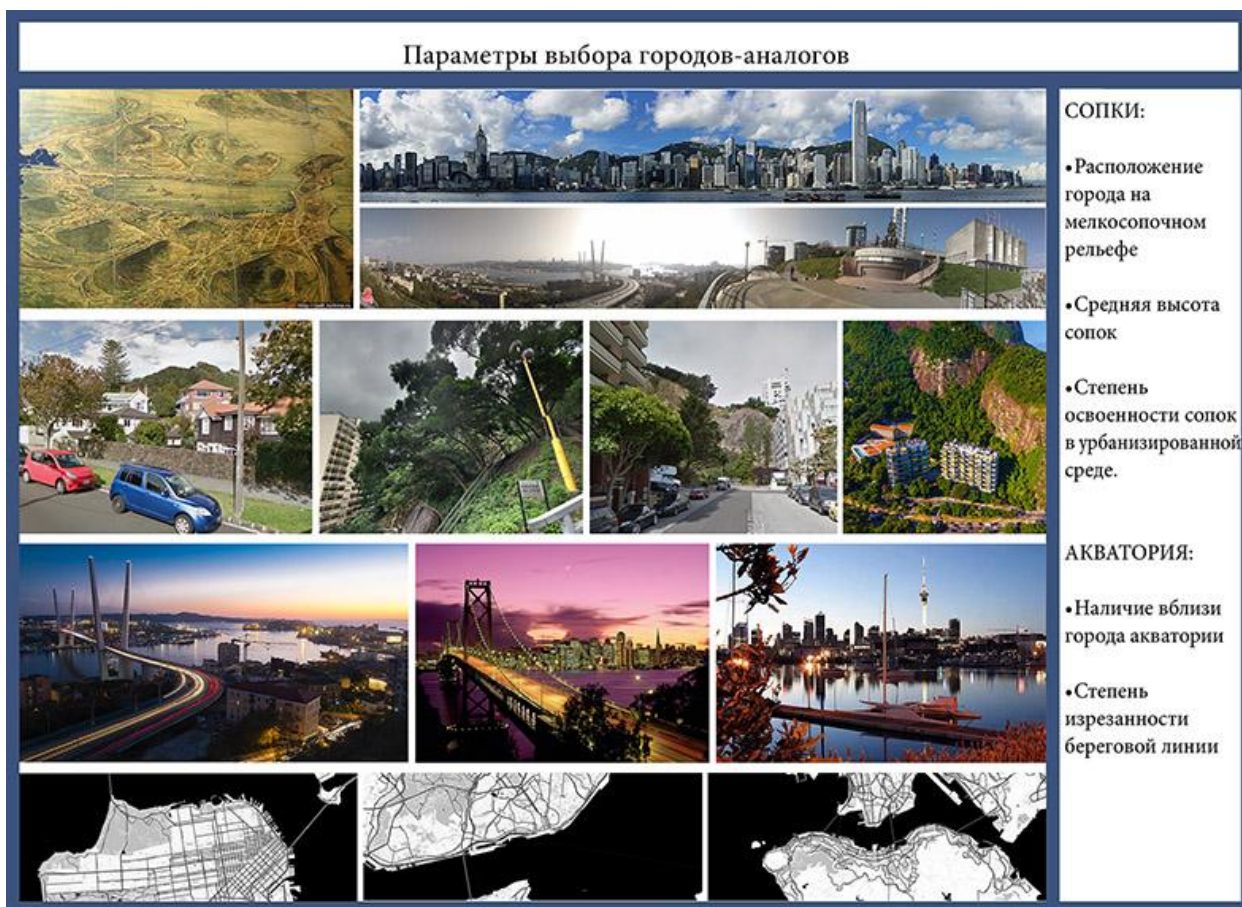 Параметры выбора городов-аналогов
СОПКИ:
•Расположение
города на
мелкосопочном
рельефе
•Средняя высота
сопок
•Степень
освоенности сопок
в урбанизированной
среде.
АКВАТОРИЯ:
•Наличие вблизи
города акватории
•Степень
изрезанности
береговой линии